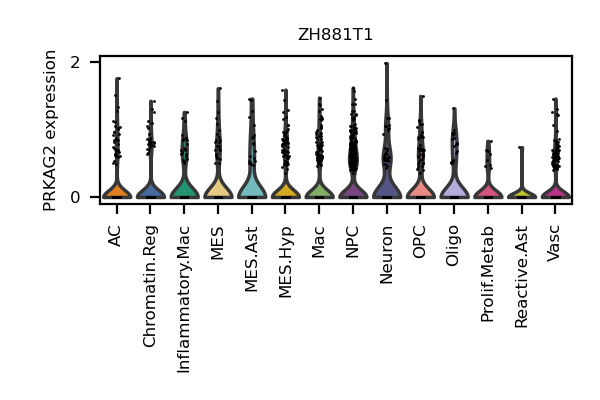 ZH881T1
PRKAG2 expression
2
0
AC
Chromatin.Reg
Inflammatory.Mac
MES
MES.Ast
MES.Hyp
Mac
NPC
Neuron
OPC
Oligo
Prolif.Metab
Reactive.Ast
Vasc